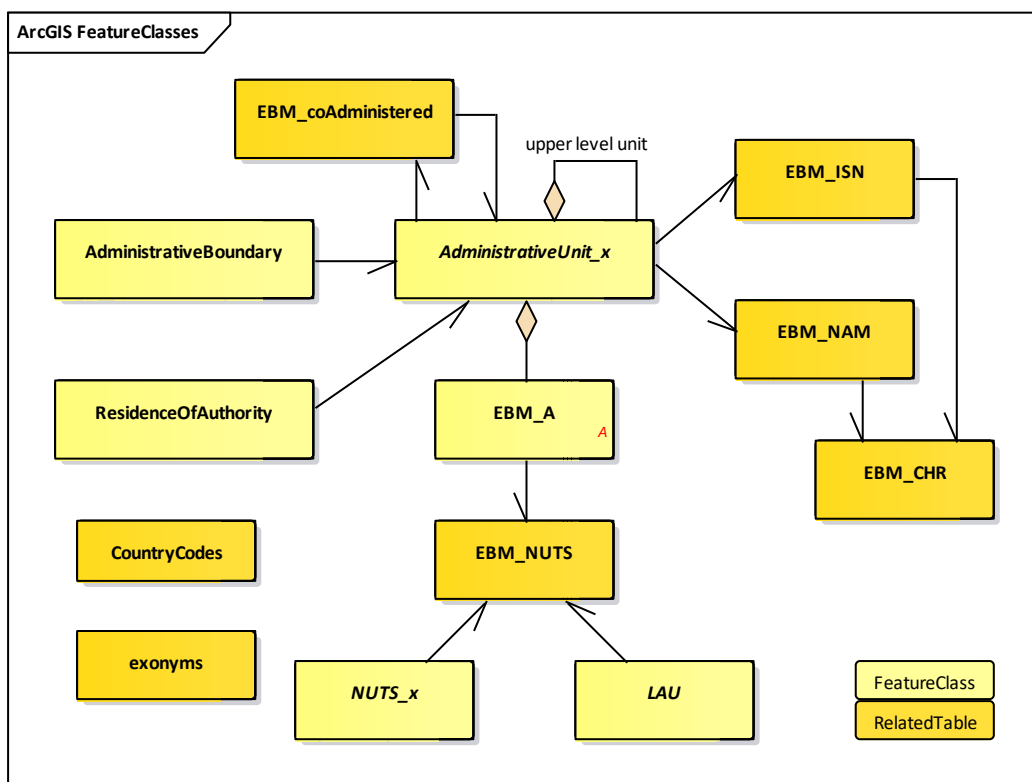 ArcGIS FeatureClasses
EBM_coAdministered
upper level unit
EBM_ISN
AdministrativeBoundary
AdministrativeUnit_x
EBM_NAM
ResidenceOfAuthority
EBM_A
A
EBM_CHR
CountryCodes
EBM_NUTS
exonyms
NUTS_x
LAU
FeatureClass
RelatedTable